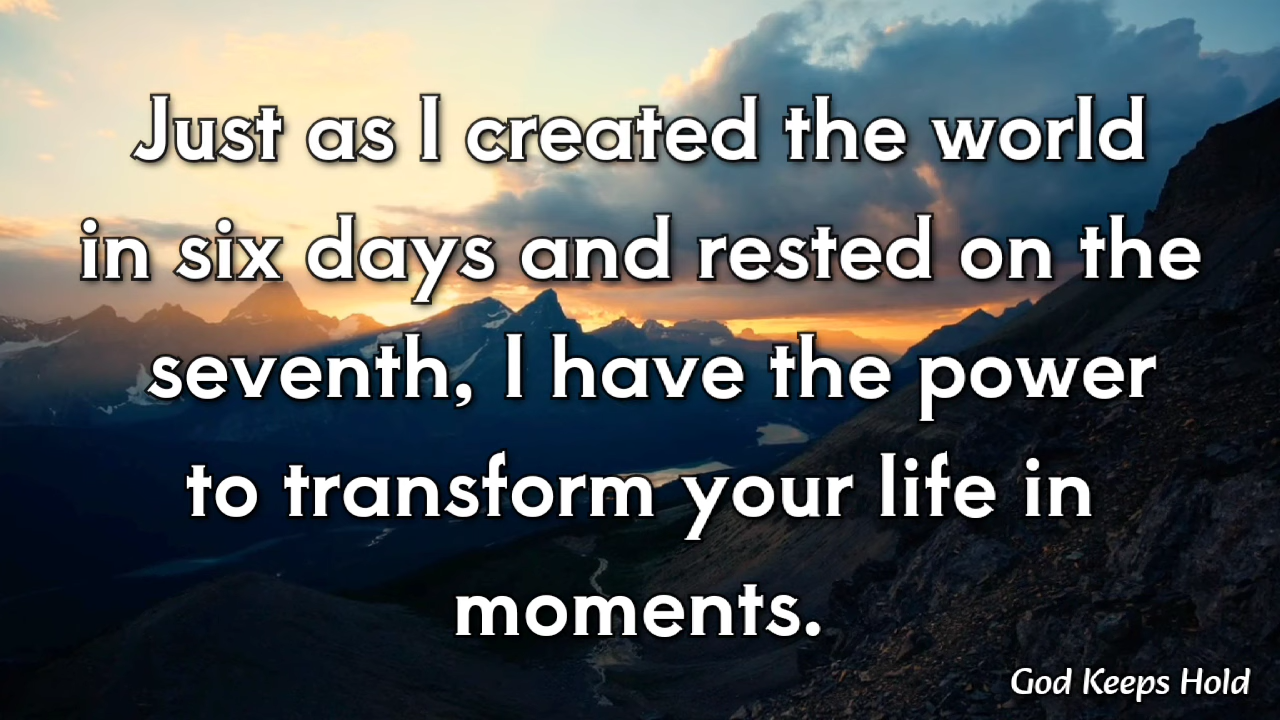 Just as I created the world
in six days and rested on the
seventh, I have the power
to transform your life in
moments.
God Keeps Hold